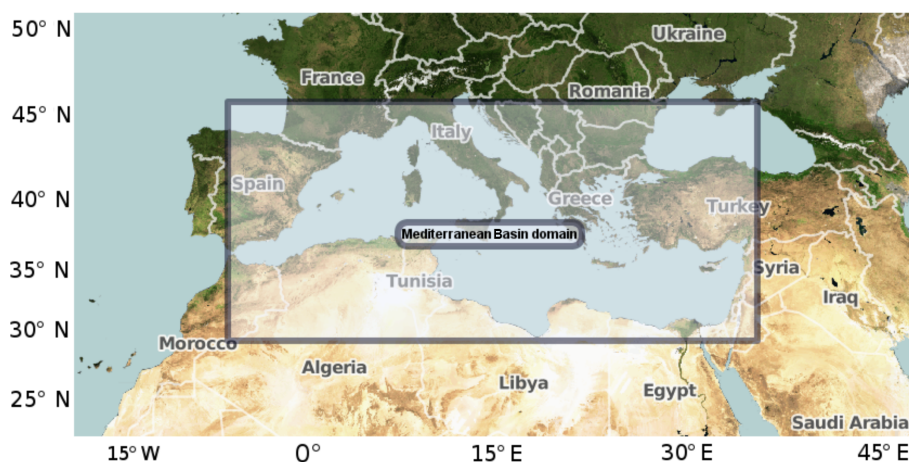 50° N
Ukraine
France
Romania
45° N
Italy
Spain
40° N
Greece
Turkey
Mediterranean Basin domain
35° N
Tunisia
Syria
Iraq
30° N
Morocco
Algeria
Libya
Egypt
25° N
Saudi Arabia
15° W
0°
15° E
30° E
45° E